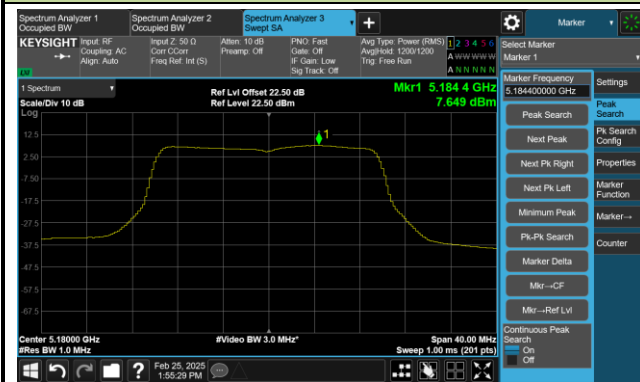 Spectrum Analyzer 1
Occupied BW
Spectrum Analyzer 2
Occupied BW
Spectrum Analyzer 3
Swept SA
Marker
KEYSIGHT
Input: RF
Coupling: AC
Align: Auto
Input Z: 50 Ω
Corr CCorr
Freq Ref: Int (S)
Atten: 10 dB
Preamp: Off
PNO: Fast
Gate: Off
IF Gain: Low
Sig Track: Off
Avg Type: Power (RMS)
Avg|Hold: 1200/1200
Trig: Free Run
1 2 3 4 5 6
A W W W W W
A N N N N N
Select Marker
Marker 1
LM
1 Spectrum
Scale/Div 10 dB
Log
Ref Lvl Offset 22.50 dB
Ref Level 22.50 dBm
Mkr1 5.184 4 GHz
7.649 dBm
12.5
2.50
-7.50
-17.5
-27.5
-37.5
-47.5
-57.5
-67.5
1
Center 5.18000 GHz
#Res BW 1.0 MHz
#Video BW 3.0 MHz*
Span 40.00 MHz
Sweep 1.00 ms (201 pts)
Marker Frequency
5.184400000 GHz
Peak Search
Next Peak
Next Pk Right
Next Pk Left
Minimum Peak
Pk-Pk Search
Marker Delta
Mkr→CF
Mkr→Ref Lvl
Continuous Peak
Search
On
Off
Settings
Peak
Search
Pk Search
Config
Properties
Marker
Function
Marker→
Counter
?
Feb 25, 2025
1:55:29 PM